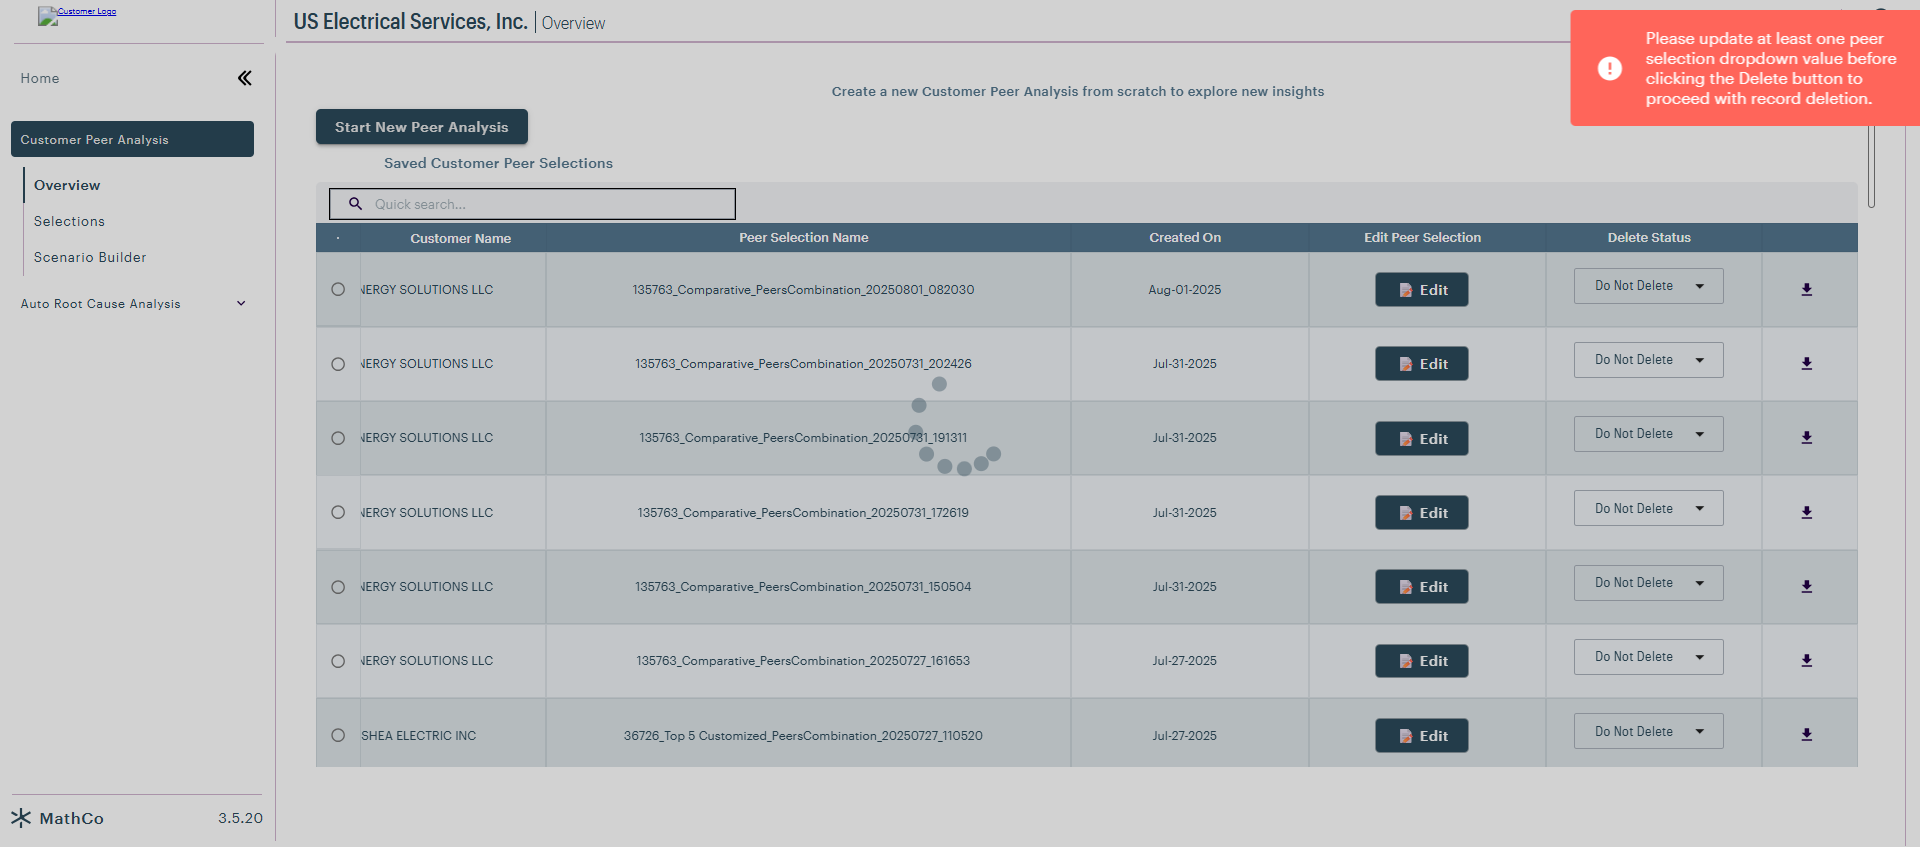 Customer Logo
US Electrical Services, Inc. Overview
Please update at least one peer
selection dropdown value before
clicking the Delete button to
proceed with record deletion.
Home
Create a new Customer Peer Analysis from scratch to explore new insights
Start New Peer Analysis
Customer Peer Analysis
Saved Customer Peer Selections
Overview
Quick search...
Selections
Scenario Builder
Auto Root Cause Analysis
Customer Name Peer Selection Name Created On Edit Peer Selection Delete Status
SOLUTIONS LLC 135763_Comparative_PeersCombination_20250801_082030 Aug-01-2025 Edit Do Not Delete
SOLUTIONS LLC 135763_Comparative_PeersCombination_20250731_202426 Jul-31-2025 Edit Do Not Delete
SOLUTIONS LLC 135763_Comparative_PeersCombination_20250731_191311 Jul-31-2025 Edit Do Not Delete
SOLUTIONS LLC 135763_Comparative_PeersCombination_20250731_172619 Jul-31-2025 Edit Do Not Delete
SOLUTIONS LLC 135763_Comparative_PeersCombination_20250731_150504 Jul-31-2025 Edit Do Not Delete
SOLUTIONS LLC 135763_Comparative_PeersCombination_20250727_161653 Jul-27-2025 Edit Do Not Delete
SHEA ELECTRIC INC 36726_Top 5 Customized_PeersCombination_20250727_110520 Jul-27-2025 Edit Do Not Delete
MathCo 3.5.20